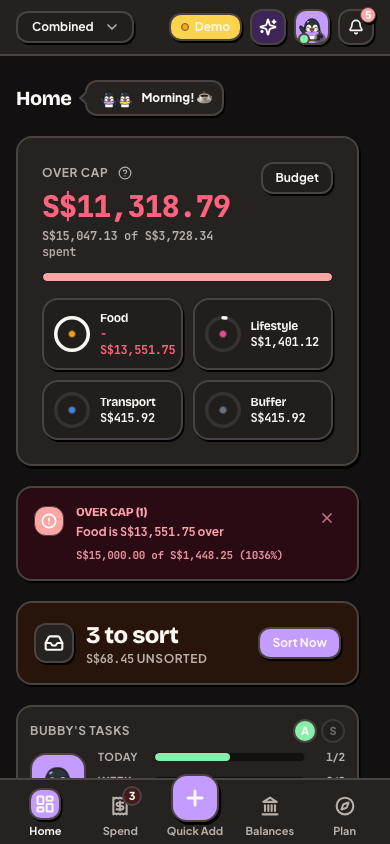 Combined
Demo
5
Home
Morning!
OVER CAP ?
Budget
S$11,318.79
S$15,047.13 of S$3,728.34
spent
Food
-
S$13,551.75
Lifestyle
S$1,401.12
Transport
S$415.92
Buffer
S$415.92
OVER CAP (1)
Food is S$13,551.75 over
S$15,000.00 of S$1,448.25 (1036%)
3 to sort
S$68.45 UNSORTED
Sort Now
BUBBY'S TASKS
A
S
TODAY
1/2
3
Home
Spend
Quick Add
Balances
Plan